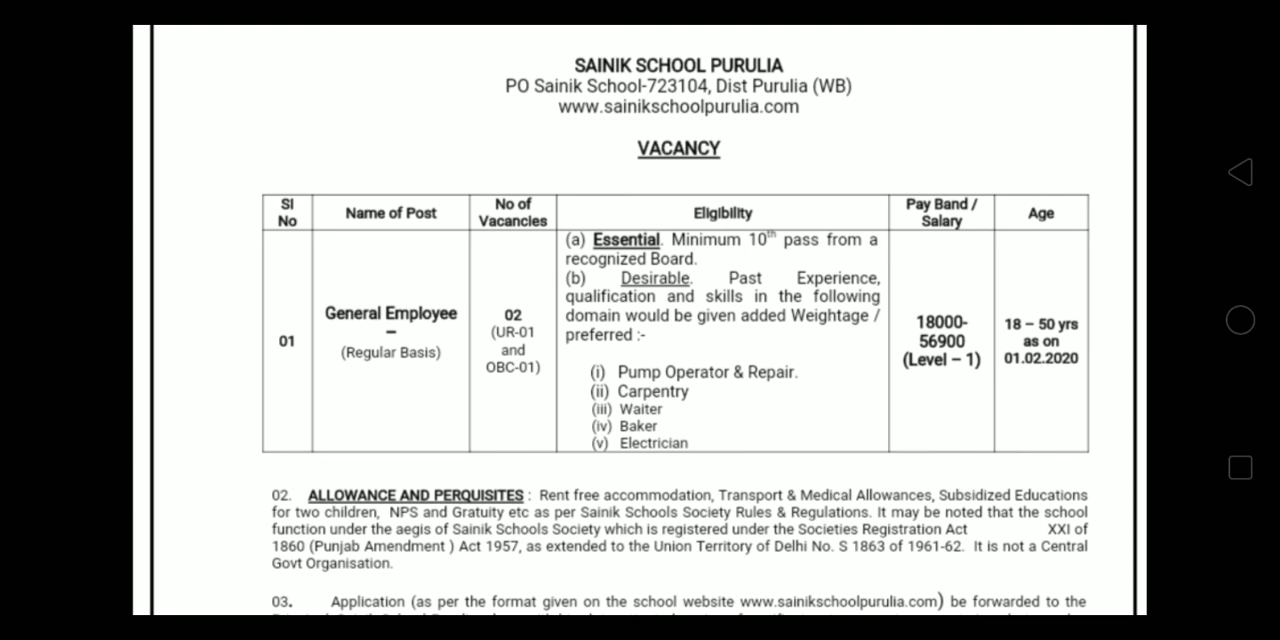 SAINIK SCHOOL PURULIA
PO Sainik School-723104, Dist Purulia (WB)
www.sainikschoolpurulia.com
VACANCY
Sl No
Name of Post
No of Vacancies
Eligibility
Pay Band / Salary
Age
01
General Employee
–
(Regular Basis)
02
(UR-01
and
OBC-01)
(a) Essential. Minimum 10th pass from a
recognized Board.
(b) Desirable. Past Experience,
qualification and skills in the following
domain would be given added Weightage /
preferred :-
(i) Pump Operator & Repair.
(ii) Carpentry
(iii) Waiter
(iv) Baker
(v) Electrician
18000-
56900
(Level – 1)
18 – 50 yrs
as on
01.02.2020
02. ALLOWANCE AND PERQUISITES : Rent free accommodation, Transport & Medical Allowances, Subsidized Educations
for two children, NPS and Gratuity etc as per Sainik Schools Society Rules & Regulations. It may be noted that the school
function under the aegis of Sainik Schools Society which is registered under the Societies Registration Act XXI of
1860 (Punjab Amendment ) Act 1957, as extended to the Union Territory of Delhi No. S 1863 of 1961-62. It is not a Central
Govt Organisation.
03. Application (as per the format given on the school website www.sainikschoolpurulia.com) be forwarded to the